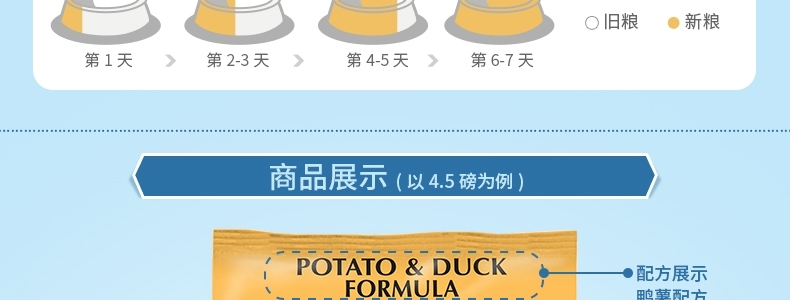 旧粮 新粮
第 1 天 第 2-3 天 第 4-5 天 第 6-7 天
商品展示 ( 以 4.5 磅为例 )
POTATO & DUCK
FORMULA
配方展示
鸭薯配方